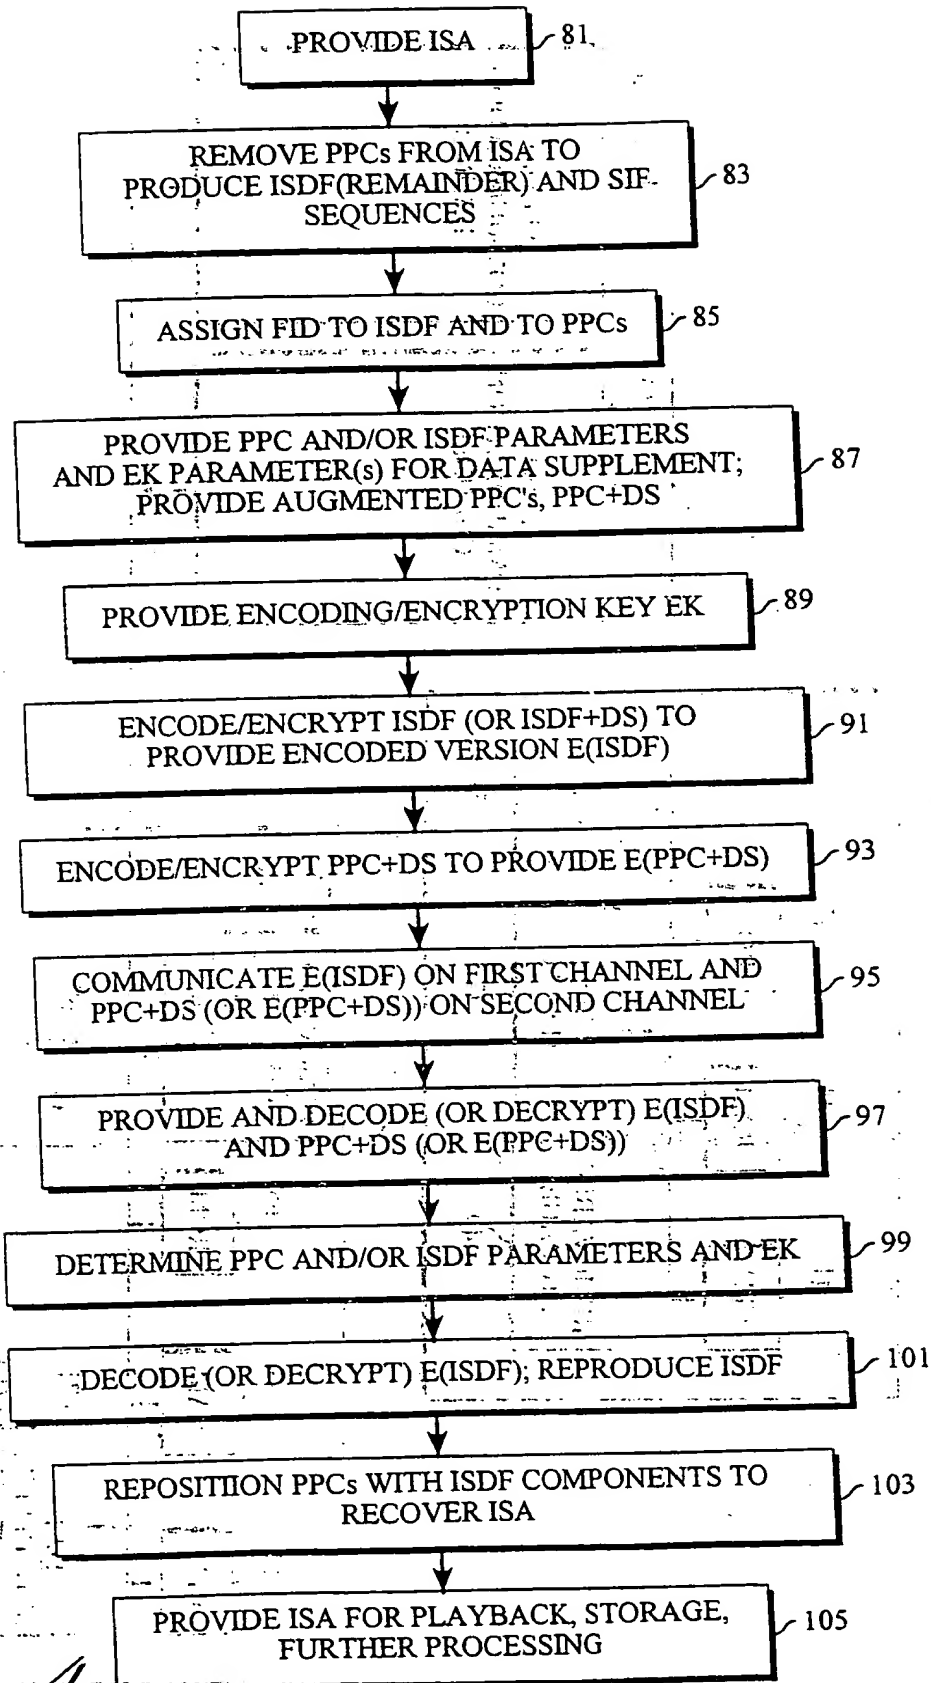 PROVIDE ISA
81
REMOVE PPCs FROM ISA TO
PRODUCE ISDF(REMAINDER) AND SIF
SEQUENCES
83
ASSIGN FID TO ISDF AND TO PPCs
85
PROVIDE PPC AND/OR ISDF PARAMETERS
AND EK PARAMETER(s) FOR DATA SUPPLEMENT;
PROVIDE AUGMENTED PPC's, PPC+DS
87
PROVIDE ENCODING/ENCRYPTION KEY EK
89
ENCODE/ENCRYPT ISDF (OR ISDF+DS) TO
PROVIDE ENCODED VERSION E(ISDF)
91
ENCODE/ENCRYPT PPC+DS TO PROVIDE E(PPC+DS)
93
COMMUNICATE E(ISDF) ON FIRST CHANNEL AND
PPC+DS (OR E(PPC+DS)) ON SECOND CHANNEL
95
PROVIDE AND DECODE (OR DECRYPT) E(ISDF)
AND PPC+DS (OR E(PPC+DS))
97
DETERMINE PPC AND/OR ISDF PARAMETERS AND EK
99
DECODE (OR DECRYPT) E(ISDF); REPRODUCE ISDF
101
REPOSITION PPCs WITH ISDF COMPONENTS TO
RECOVER ISA
103
PROVIDE ISA FOR PLAYBACK, STORAGE,
FURTHER PROCESSING
105